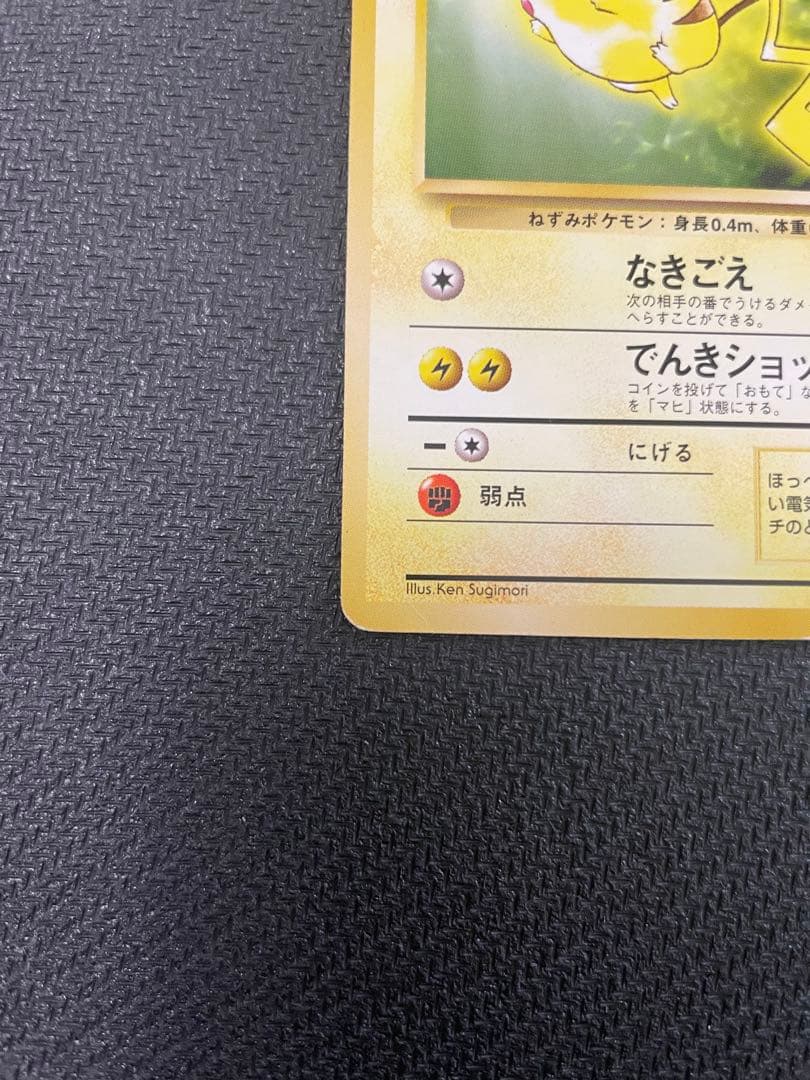 ねずみポケモン：身長0.4m、体重
なきごえ
次の相手の番でうけるダメ
へらすことができる。
でんきショッ
コインを投げて「おもて」な
を「マヒ」状態にする。
にげる
弱点
ほっぺ
い電気
チのと
Illus.Ken Sugimori